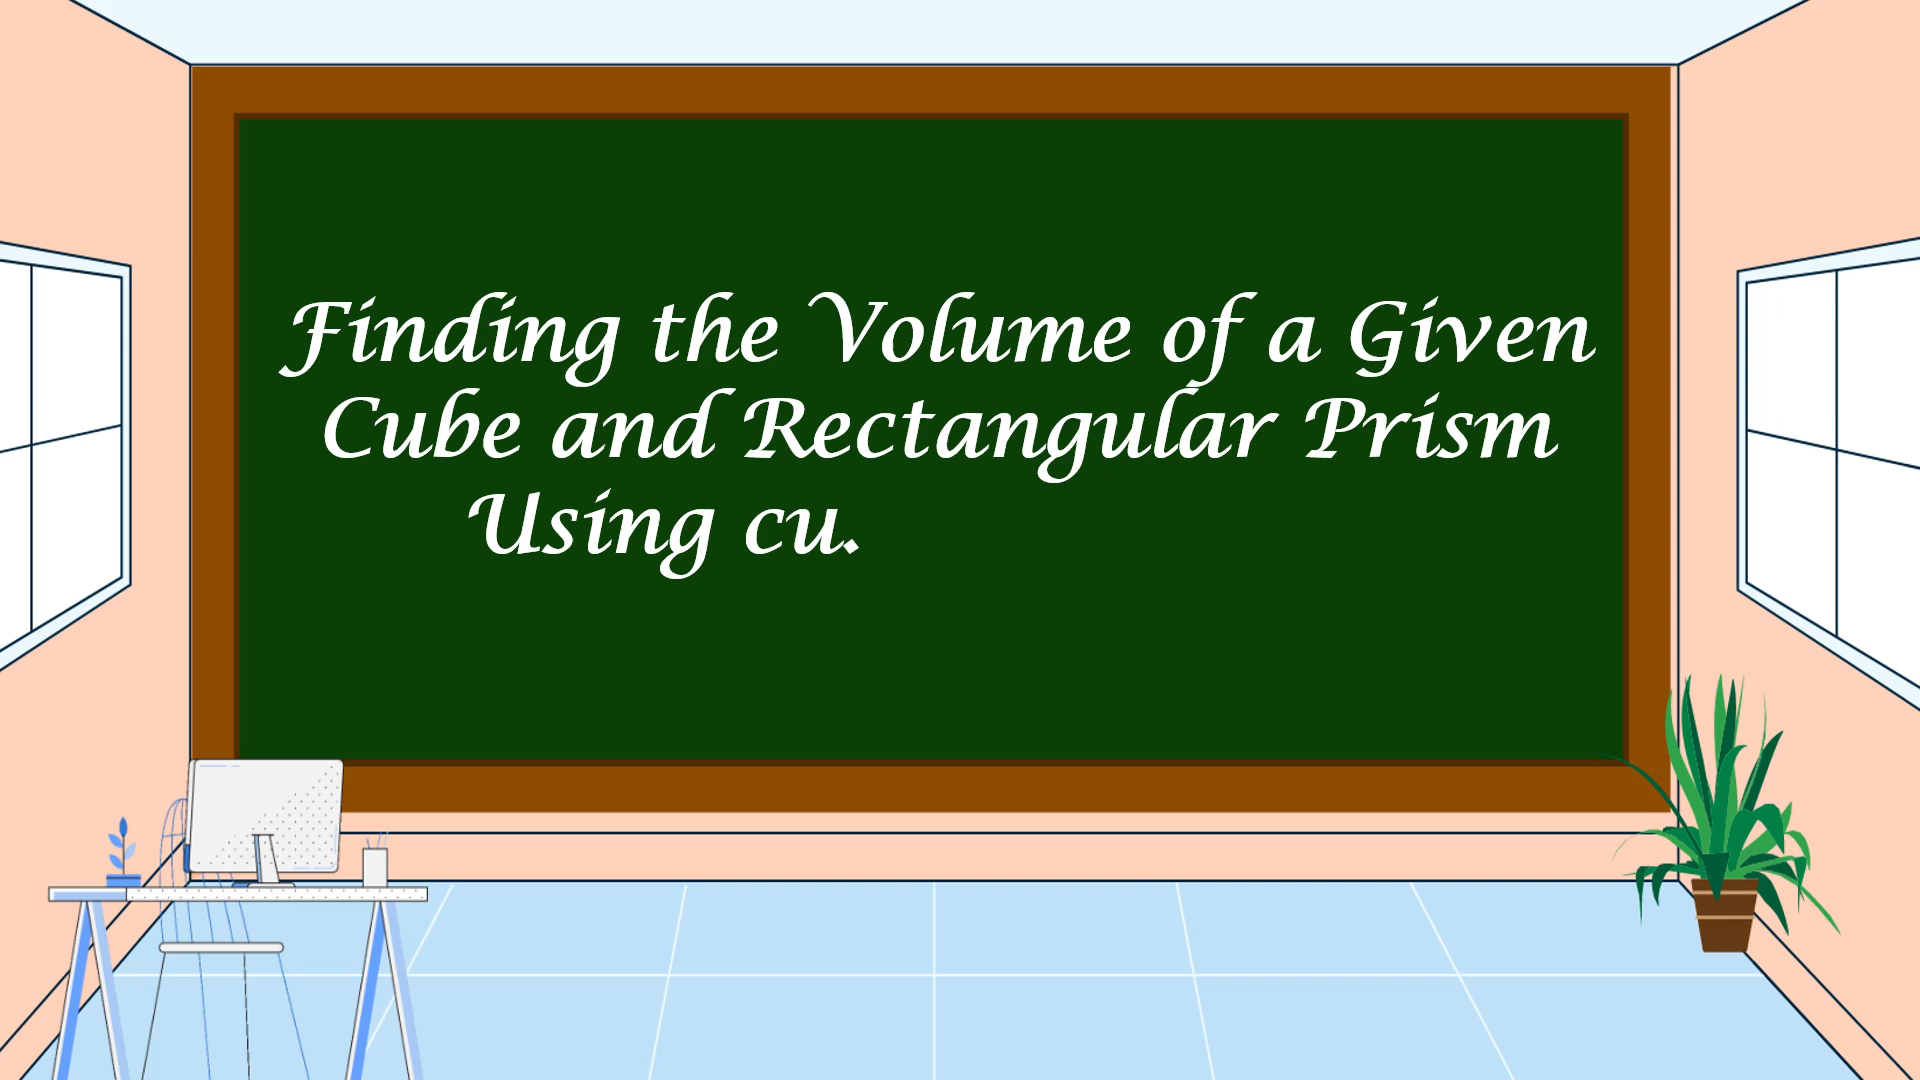 Finding the Volume of a Given
Cube and Rectangular Prism
Using cu.